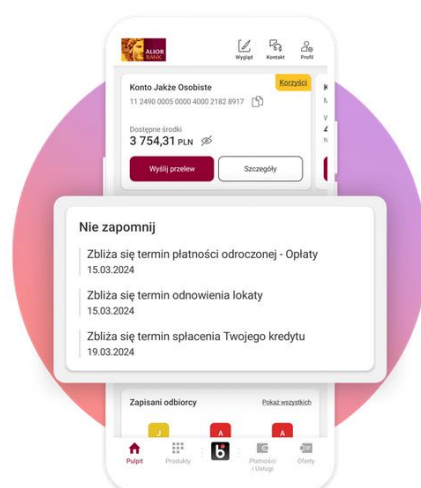 ALIOR
BANK
Wygląd
Kontakt
Profil
Korzyści
Konto Jakże Osobiste
11 2490 0005 0000 4000 2182 8917
Dostępne środki
3 754,31 PLN
Wyślij przelew
Szczegóły
Nie zapomnij
Zbliża się termin płatności odroczonej - Opłaty
15.03.2024
Zbliża się termin odnowienia lokaty
15.03.2024
Zbliża się termin spłacenia Twojego kredytu
19.03.2024
Zapisani odbiorcy
Pokaż wszystkich
J
A
A
Pulpit
Produkty
b
Płatności
i Usługi
Oferty